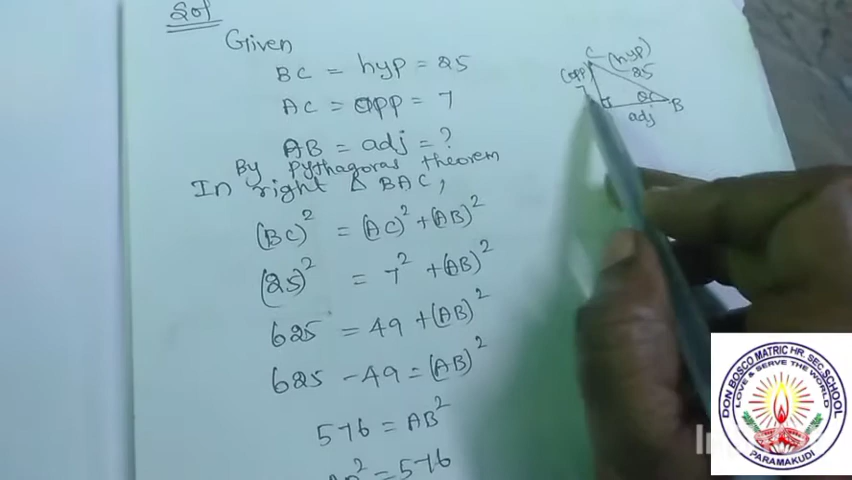 Sol
Given
BC = hyp = 25
AC = opp = 7
AB = adj = ?
By pythagoras theorem
In right Δ BAC,
(BC)² = (AC)² + (AB)²
(25)² = 7² + (AB)²
625 = 49 + (AB)²
625 - 49 = (AB)²
576 = AB²
AB² = 576
C (hyp)
(opp) 25
7
B
adj
DON BOSCO MATRIC HR. SEC. SCHOOL
LOVE & SERVE THE WORLD
PARAMAKUDI